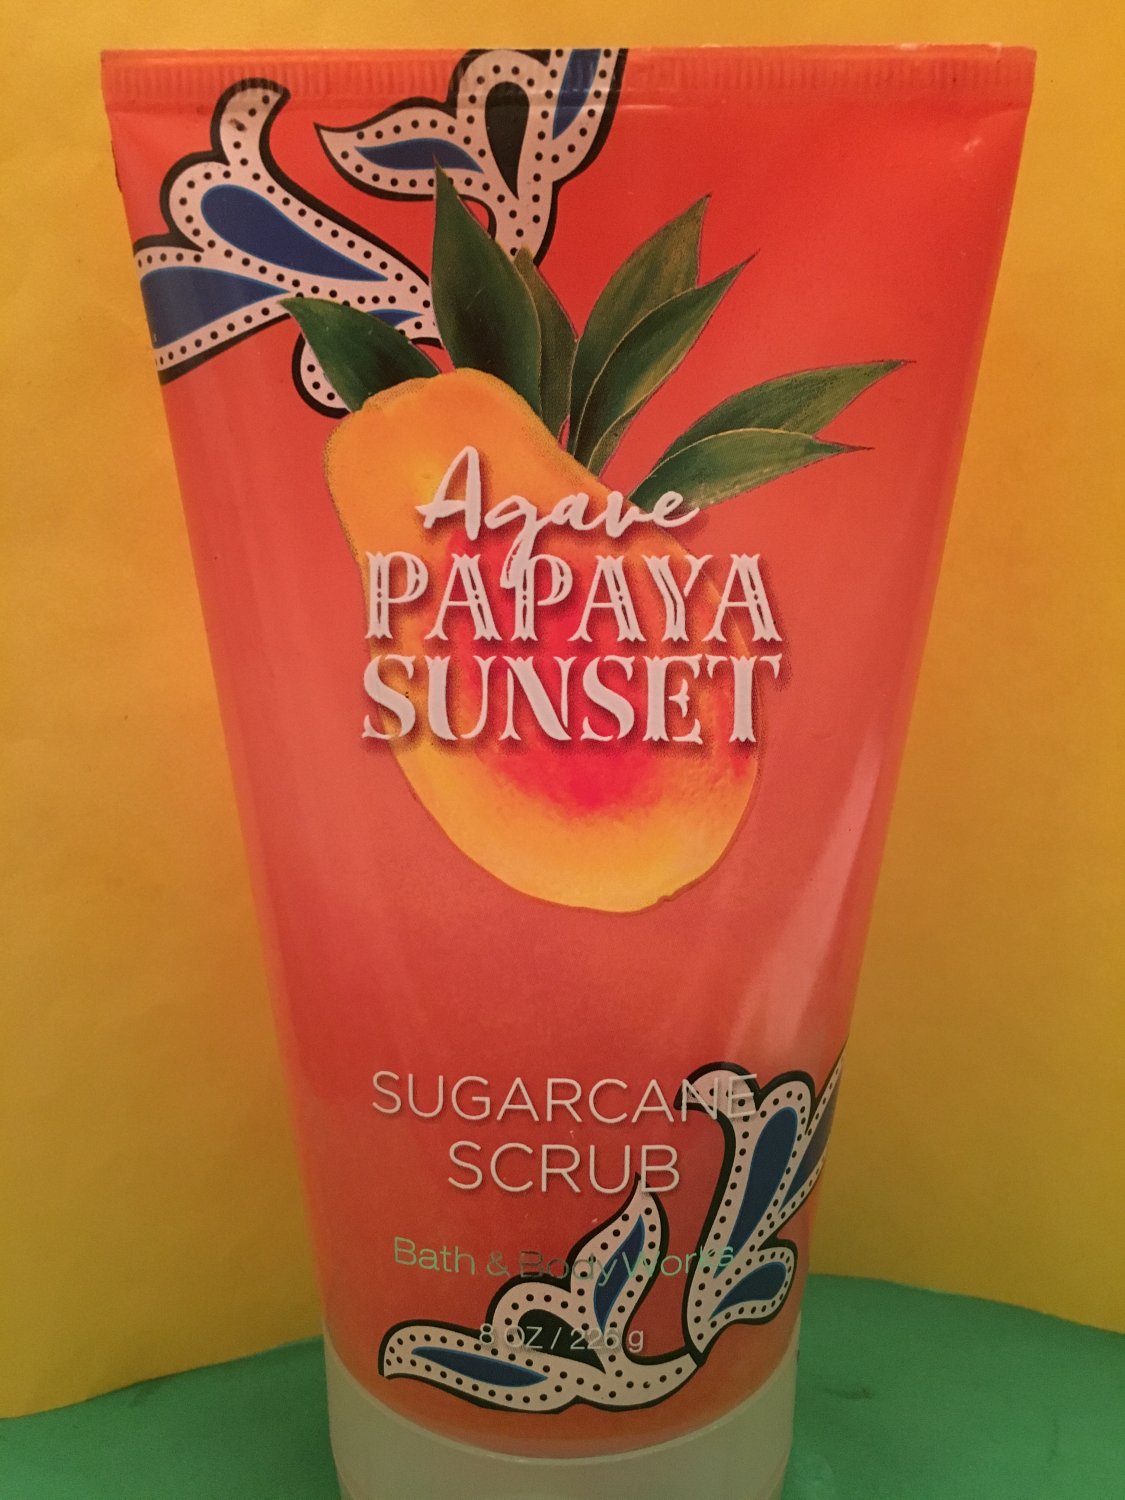 Agave
PAPAYA
SUNSET
SUGARCANE
SCRUB
Bath & Body Works
8 OZ / 226 g